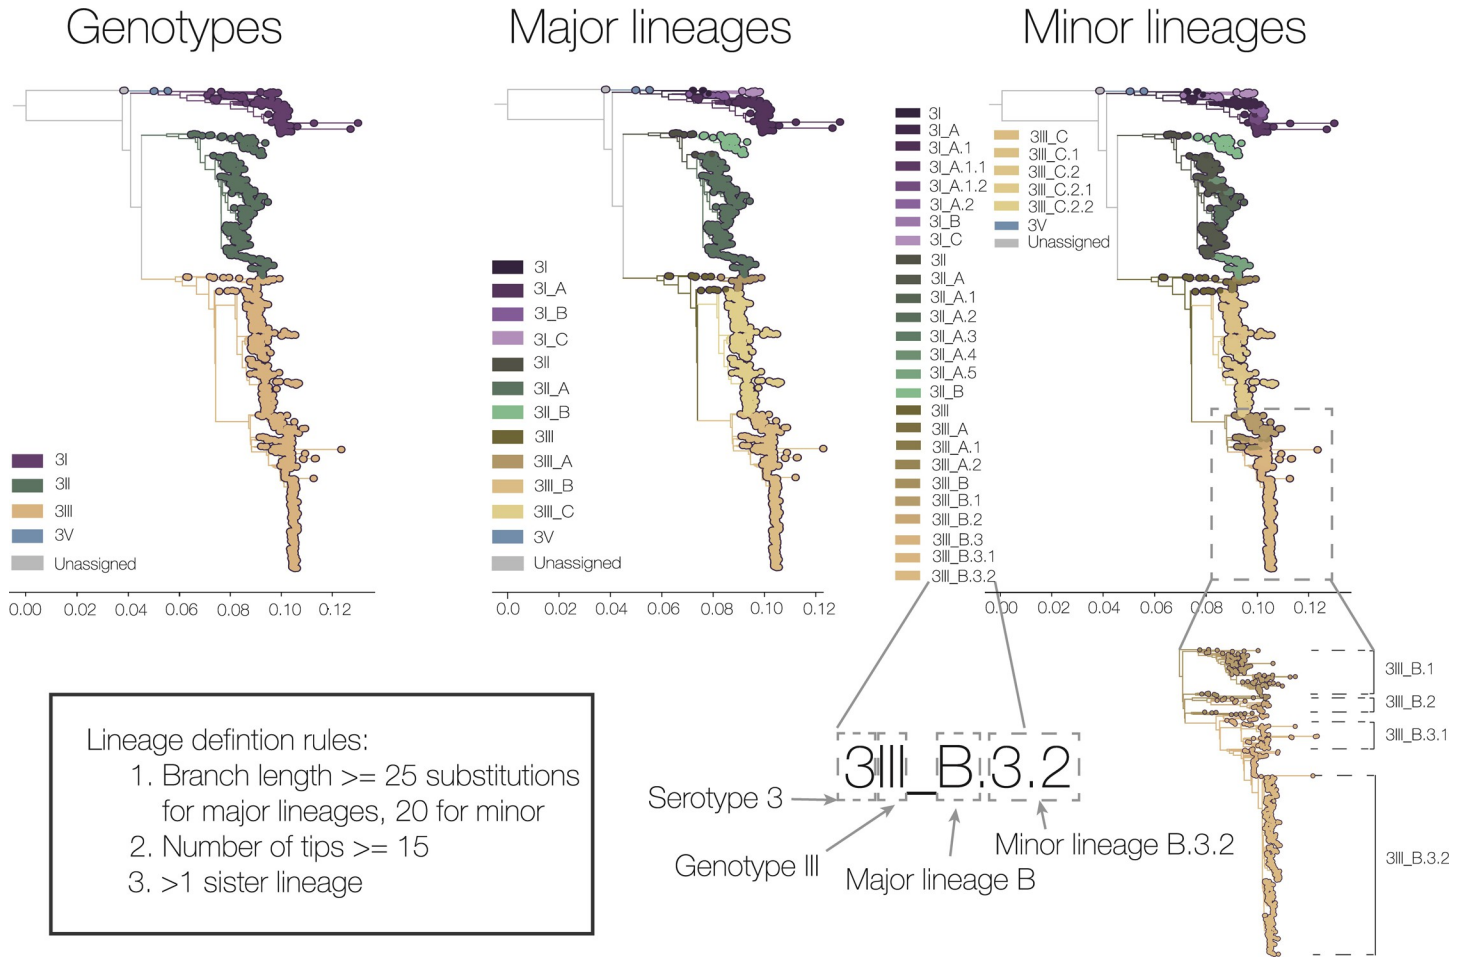 Genotypes
3I
3II
3III
3V
Unassigned
0.00 0.02 0.04 0.06 0.08 0.10 0.12
Major lineages
3I
3I_A
3I_B
3I_C
3II
3II_A
3II_B
3III
3III_A
3III_B
3III_C
3V
Unassigned
0.0 0.02 0.04 0.06 0.08 0.10 0.12
Minor lineages
3I
3I_A
3I_A.1
3I_A.1.1
3I_A.1.2
3I_A.2
3I_B
3I_C
3II
3II_A
3II_A.1
3II_A.2
3II_A.3
3II_A.4
3II_A.5
3II_B
3III
3III_A
3III_A.1
3III_A.2
3III_B
3III_B.1
3III_B.2
3III_B.3
3III_B.3.1
3III_B.3.2
3III_C
3III_C.1
3III_C.2
3III_C.2.1
3III_C.2.2
3V
Unassigned
0.00 0.02 0.04 0.06 0.08 0.10 0.12
Lineage defintion rules:
1. Branch length >= 25 substitutions
for major lineages, 20 for minor
2. Number of tips >= 15
3. >1 sister lineage
3III_B.3.2
Serotype 3
Genotype III
Major lineage B
Minor lineage B.3.2
3III_B.1
3III_B.2
3III_B.3.1
3III_B.3.2